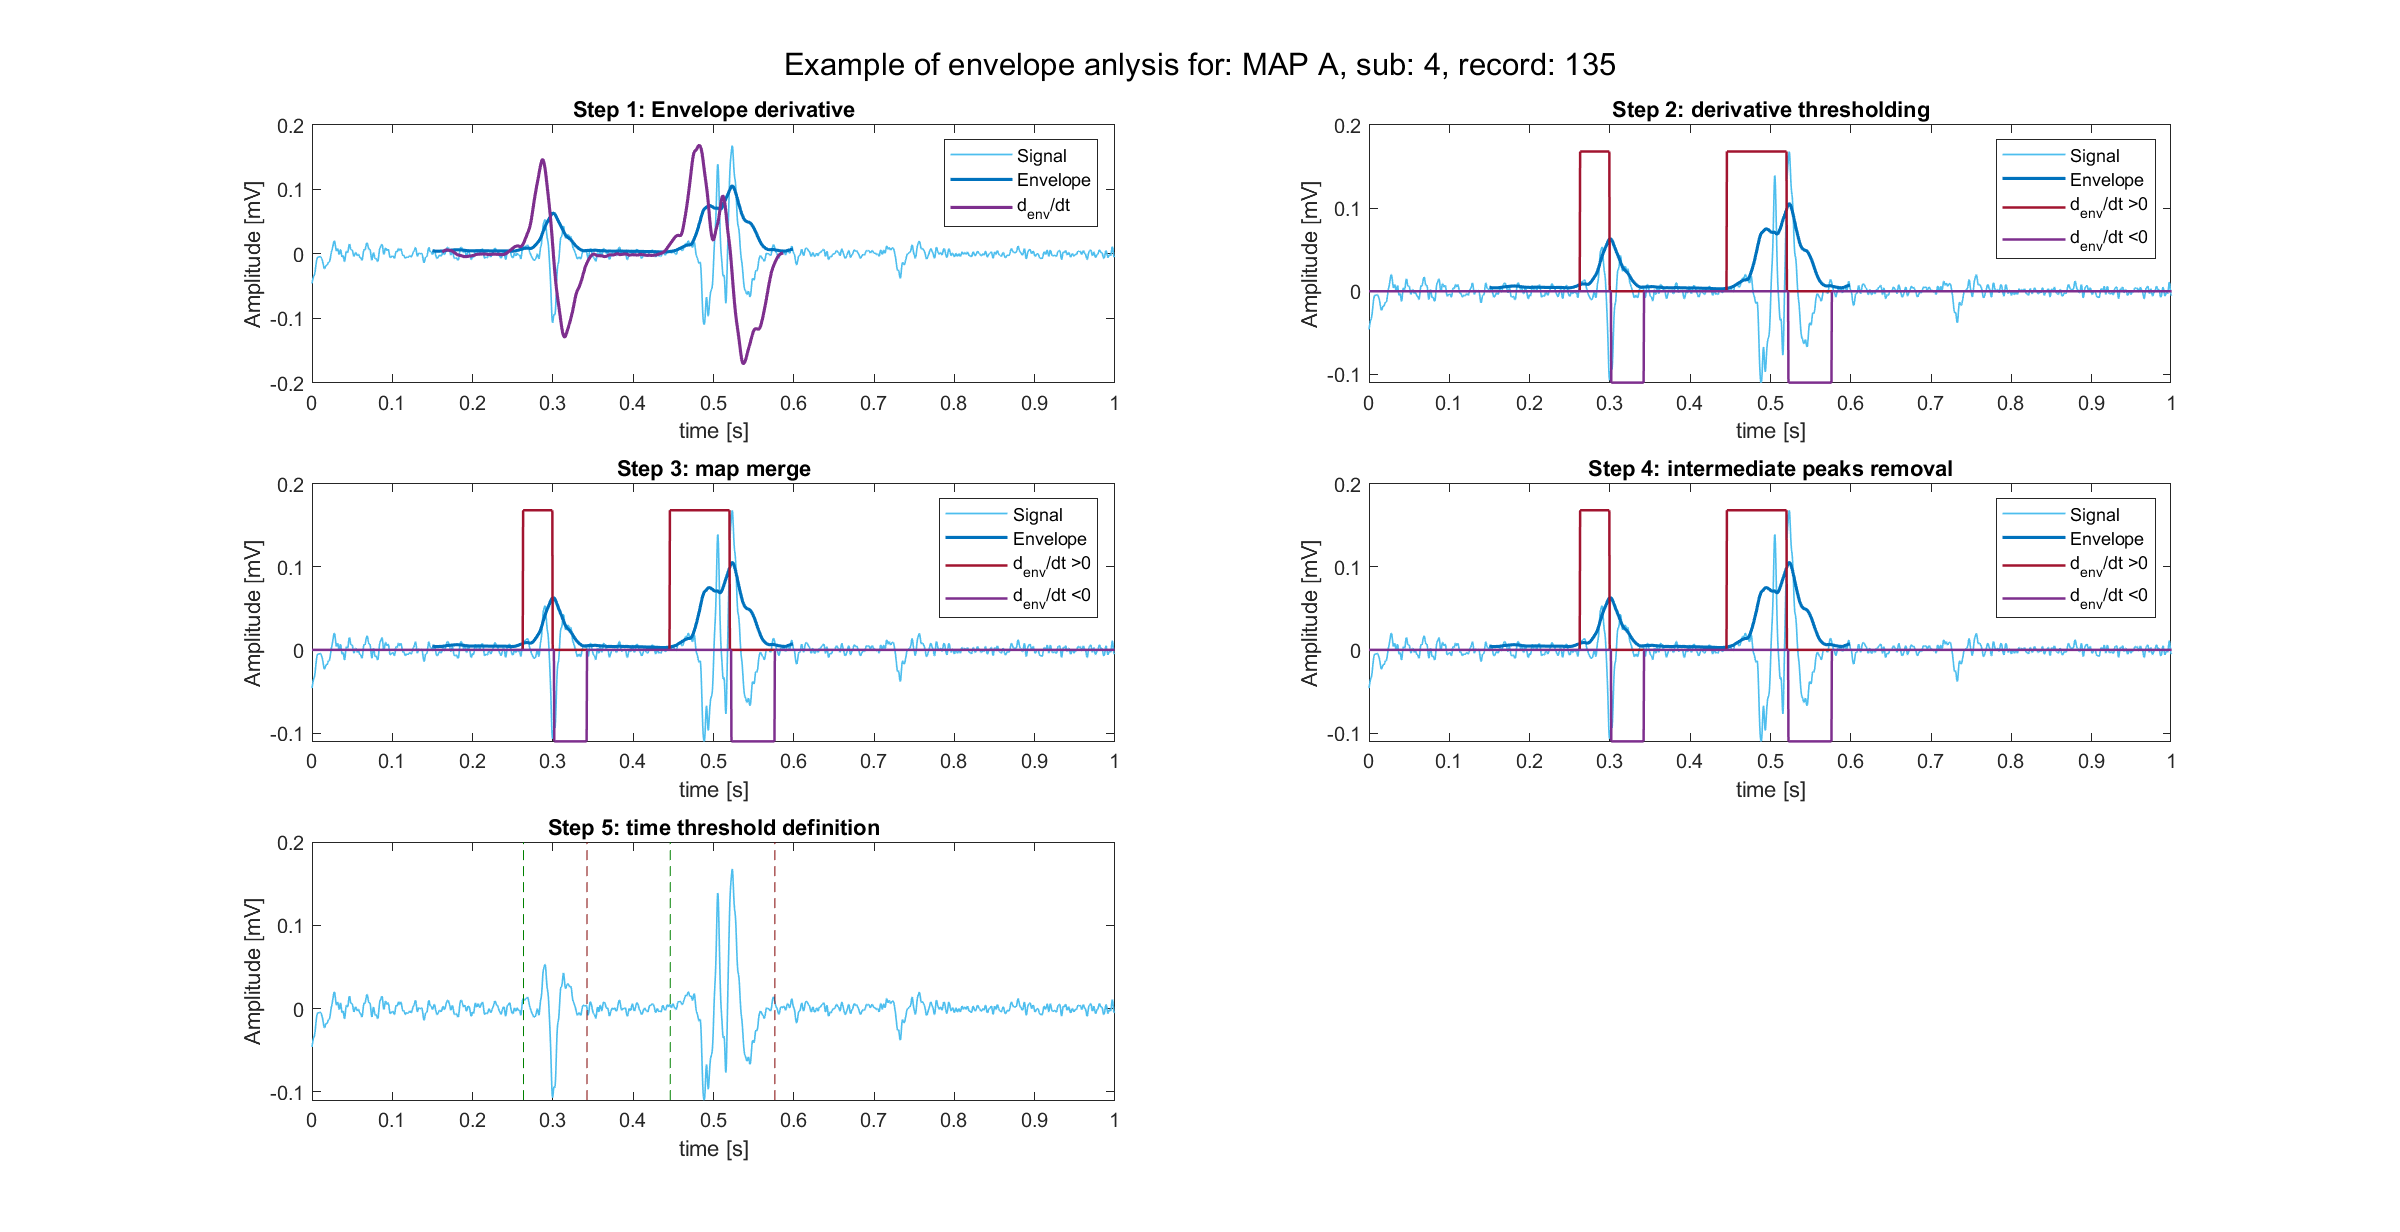 Example of envelope anlysis for: MAP A, sub: 4, record: 135
Step 1: Envelope derivative
0.2
0.1
0
-0.1
-0.2
Amplitude [mV]
Signal
Envelope
d_env/dt
0 0.1 0.2 0.3 0.4 0.5 0.6 0.7 0.8 0.9 1
time [s]
Step 2: derivative thresholding
0.2
0.1
0
-0.1
Amplitude [mV]
Signal
Envelope
d_env/dt >0
d_env/dt <0
0 0.1 0.2 0.3 0.4 0.5 0.6 0.7 0.8 0.9 1
time [s]
Step 3: map merge
0.2
0.1
0
-0.1
Amplitude [mV]
Signal
Envelope
d_env/dt >0
d_env/dt <0
0 0.1 0.2 0.3 0.4 0.5 0.6 0.7 0.8 0.9 1
time [s]
Step 4: intermediate peaks removal
0.2
0.1
0
-0.1
Amplitude [mV]
Signal
Envelope
d_env/dt >0
d_env/dt <0
0 0.1 0.2 0.3 0.4 0.5 0.6 0.7 0.8 0.9 1
time [s]
Step 5: time threshold definition
0.2
0.1
0
-0.1
Amplitude [mV]
0 0.1 0.2 0.3 0.4 0.5 0.6 0.7 0.8 0.9 1
time [s]